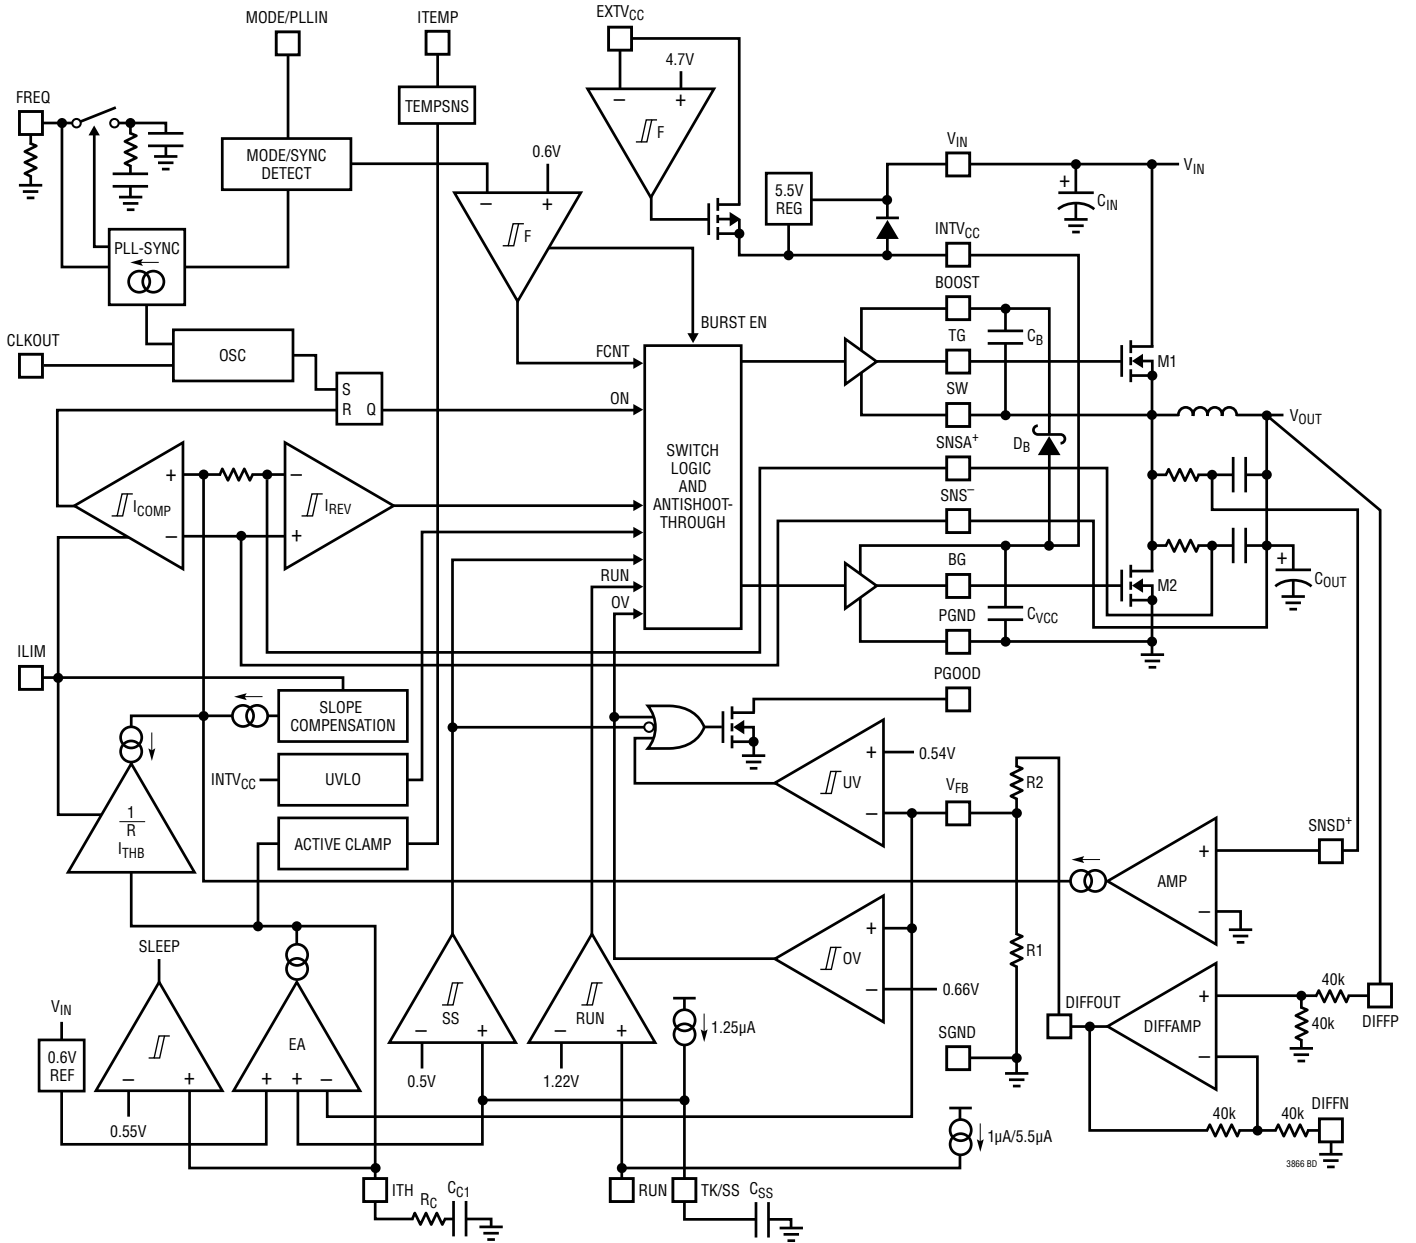 MODE/PLLIN
ITEMP
EXTVCC
4.7V
FREQ
TEMPSNS
− +
F
MODE/SYNC
DETECT
0.6V
VIN
VIN
5.5V
REG
+
CIN
− +
F
PLL-SYNC
INTVCC
BOOST
BURST EN
CLKOUT
OSC
FCNT
TG
CB
M1
S
R Q
ON
SW
VOUT
SNSA+
DB
SWITCH
LOGIC
AND
ANTISHOOT-
THROUGH
+ −
ICOMP
IREV
− +
SNS−
RUN
BG
M2
+
COUT
OV
PGND
CVCC
ILIM
PGOOD
SLOPE
COMPENSATION
+
0.54V
INTVCC
UVLO
UV
VFB
R2
−
1
R
ITHB
ACTIVE CLAMP
SNSD+
+
AMP
−
+
SLEEP
OV
R1
−
0.66V
VIN
0.6V
REF
SS
RUN
1.25µA
DIFFOUT
+
40k
DIFFP
40k
DIFFAMP
−
EA
− +
− +
SGND
− +
+ + −
0.5V
1.22V
0.55V
1µA/5.5µA
40k
40k
DIFFN
3866 BD
ITH
RC
CC1
RUN
TK/SS
CSS